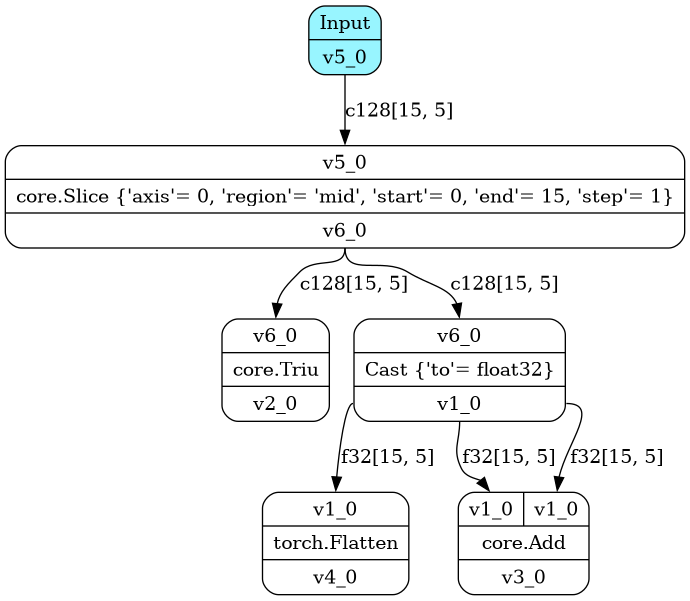 Input
v5_0
c128[15, 5]
v5_0
core.Slice {'axis'= 0, 'region'= 'mid', 'start'= 0, 'end'= 15, 'step'= 1}
v6_0
c128[15, 5] c128[15, 5]
v6_0 v6_0
core.Triu Cast {'to'= float32}
v2_0 v1_0
f32[15, 5] f32[15, 5] f32[15, 5]
v1_0 v1_0 v1_0
torch.Flatten core.Add
v4_0 v3_0